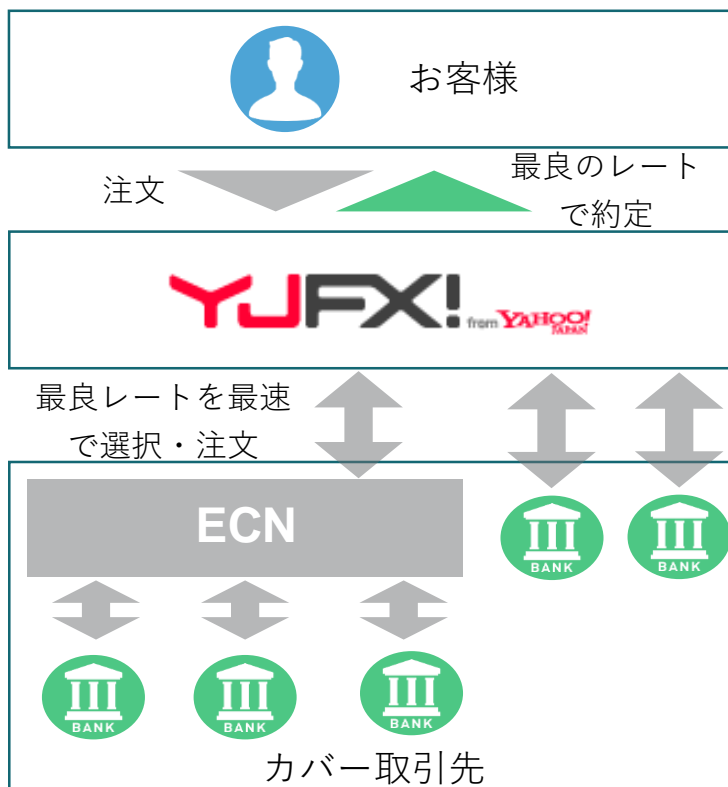 お客様
注文
最良のレート
で約定
YJFX!
from YAHOO!
JAPAN
最良レートを最速
で選択・注文
ECN
BANK
BANK
BANK
BANK
BANK
カバー取引先